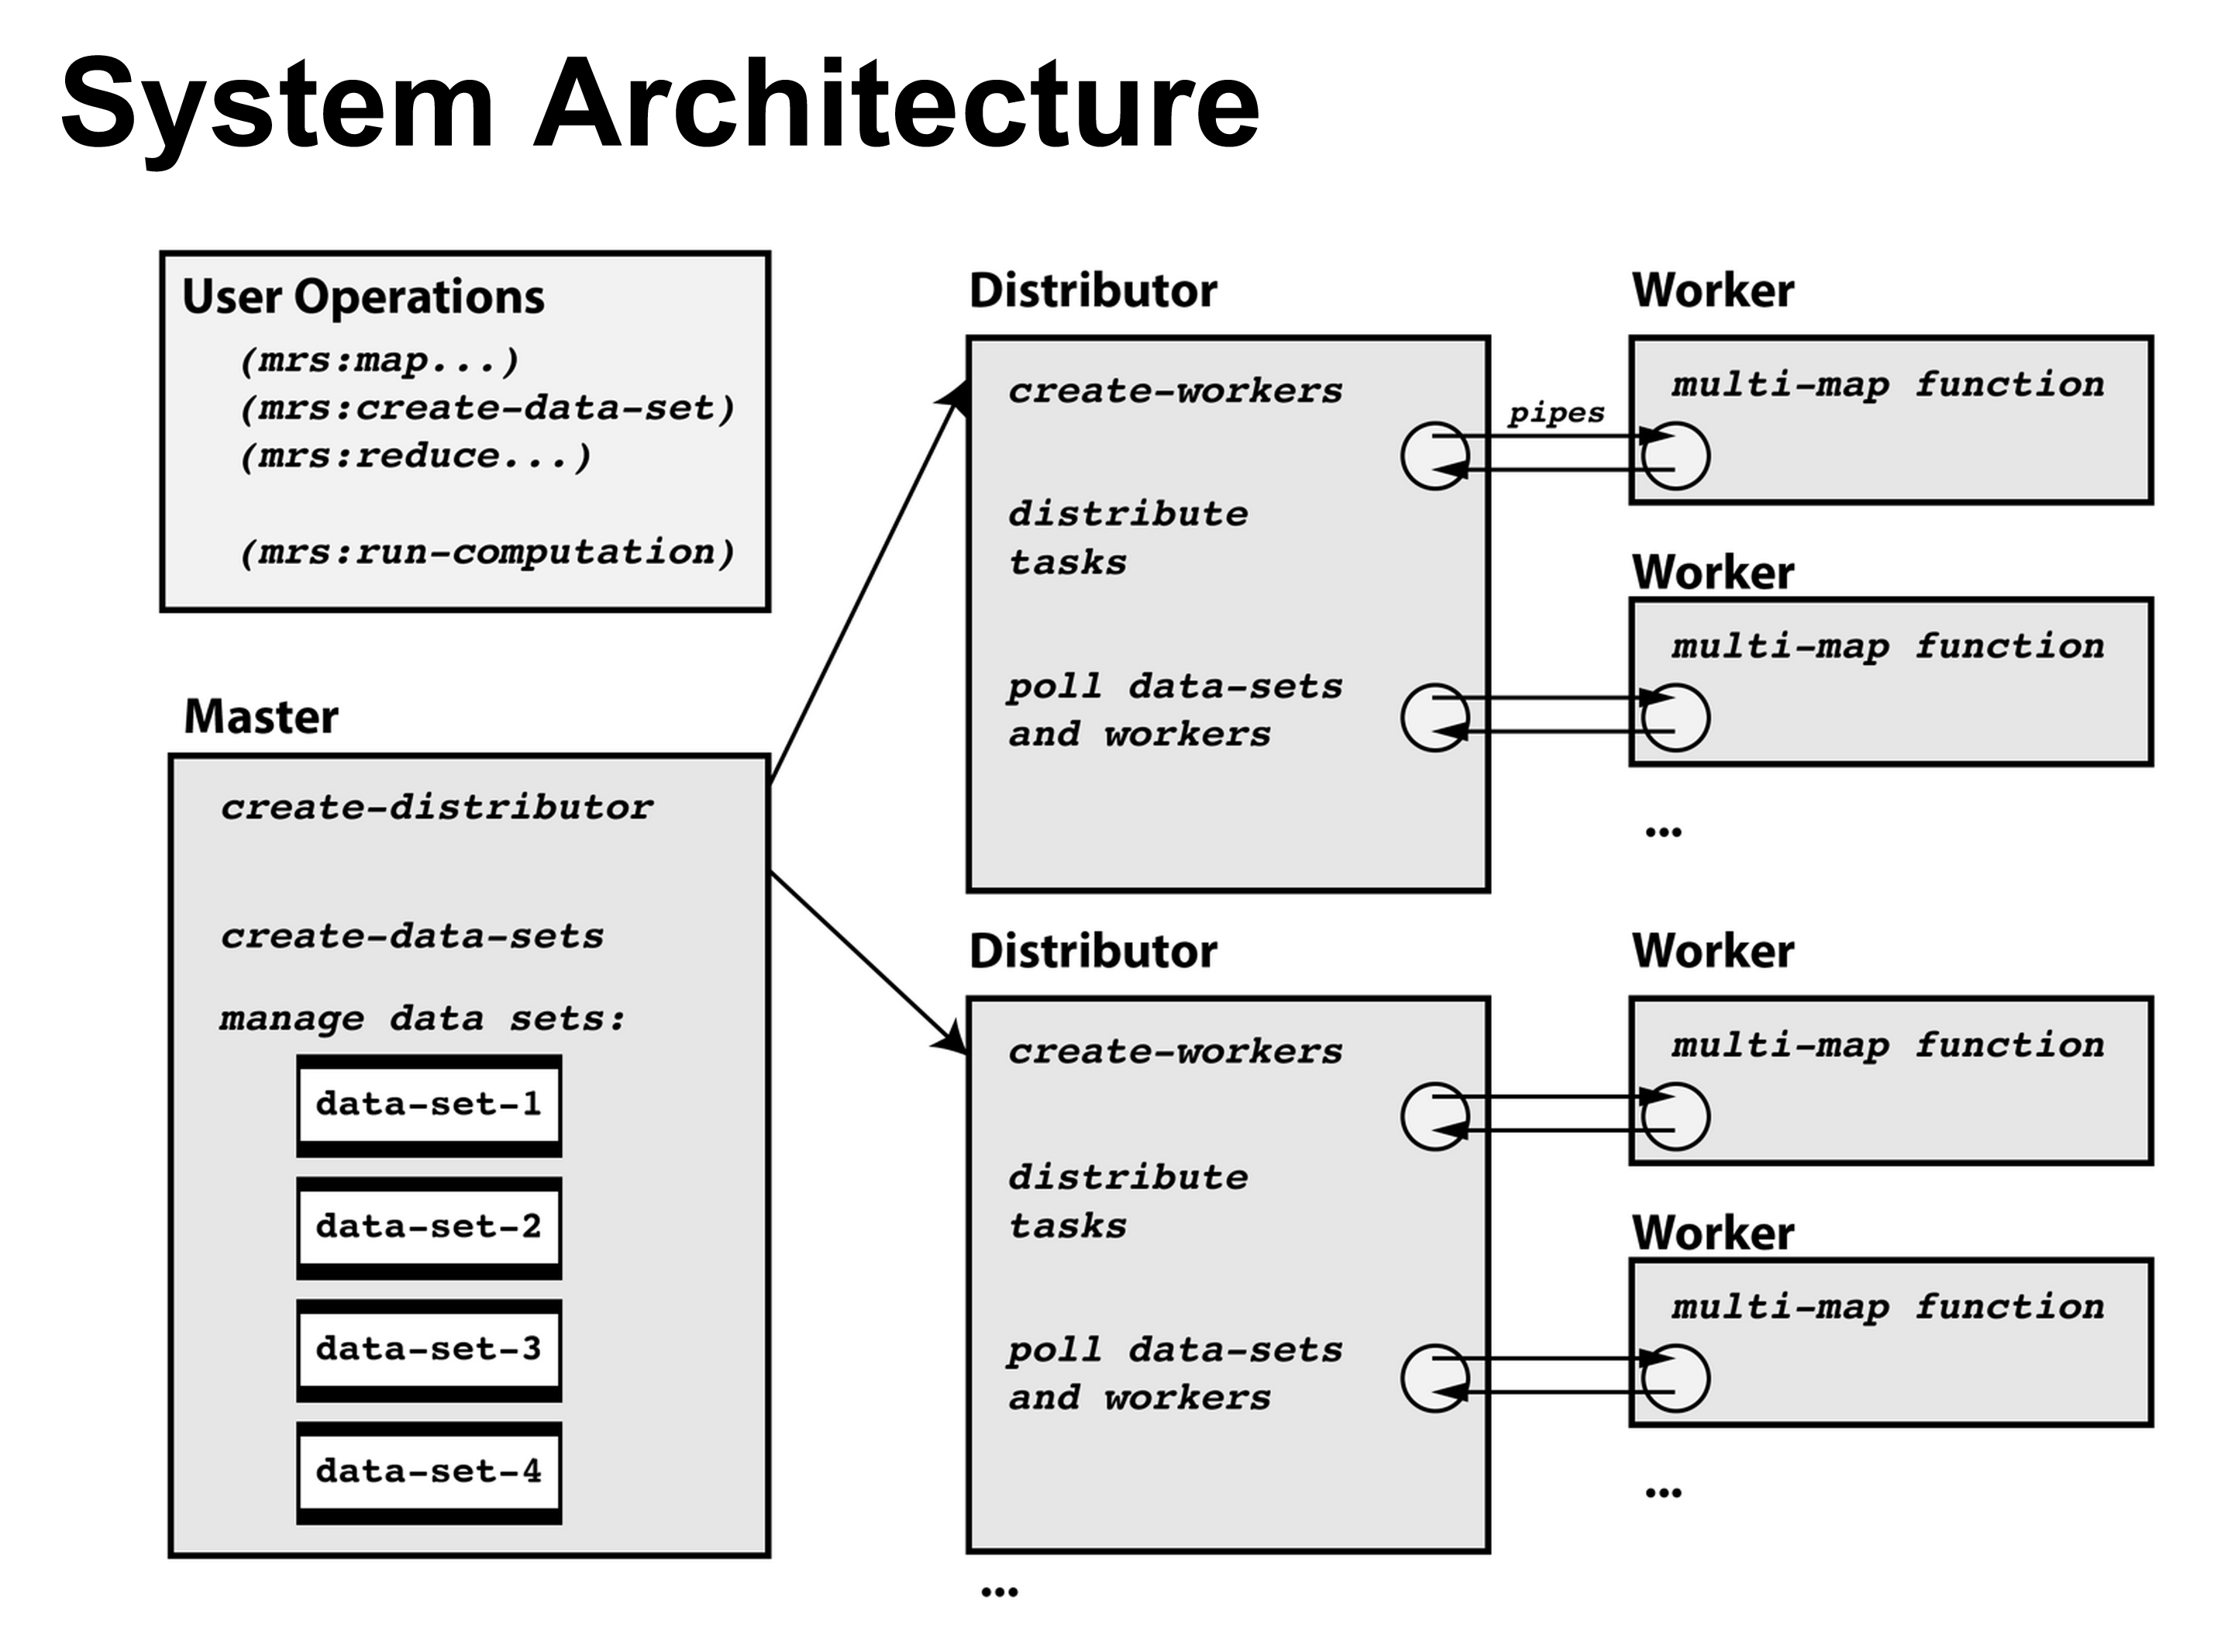 System Architecture
User Operations
(mrs:map...)
(mrs:create-data-set)
(mrs:reduce...)
(mrs:run-computation)
Master
create-distributor
create-data-sets
manage data sets:
data-set-1
data-set-2
data-set-3
data-set-4
Distributor
create-workers
distribute
tasks
poll data-sets
and workers
pipes
Worker
multi-map function
Worker
multi-map function
...
Distributor
create-workers
distribute
tasks
poll data-sets
and workers
...
Worker
multi-map function
Worker
multi-map function
...